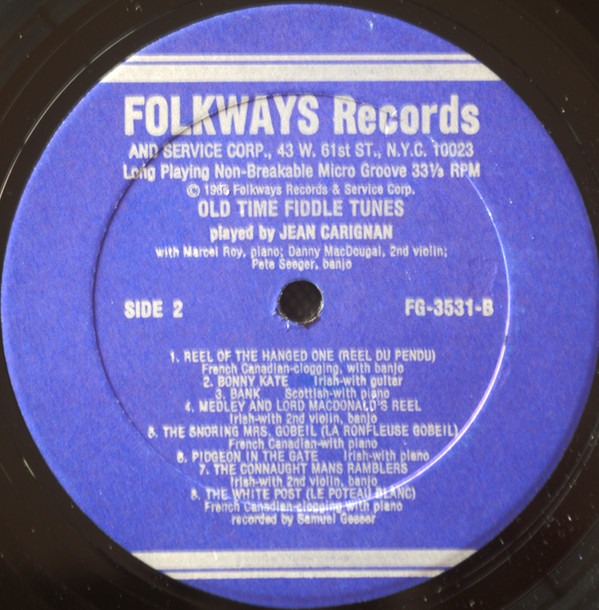 FOLKWAYS Records
AND SERVICE CORP., 43 W. 61st ST., N.Y.C. 10023
Long Playing Non-Breakable Micro Groove 33⅓ RPM
© 1966 Folkways Records & Service Corp.
OLD TIME FIDDLE TUNES
played by JEAN CARIGNAN
with Marcel Roy, piano; Danny MacDougal, 2nd violin;
Pete Seeger, banjo
SIDE 2 FG-3531-B
1. REEL OF THE HANGED ONE (REEL DU PENDU)
French Canadian-clogging, with banjo
2. BONNY KATE Irish-with guitar
3. BANK Scottish-with piano
4. MEDLEY AND LORD MACDONALD'S REEL
Irish-with 2nd violin, banjo
5. THE SNORING MRS. GOBEIL (LA RONFLEUSE GOBEIL)
French Canadian-with piano
6. PIDGEON IN THE GATE Irish-with piano
7. THE CONNAUGHT MANS RAMBLERS
Irish-with 2nd violin, banjo
8. THE WHITE POST (LE POTEAU BLANC)
French Canadian-clogging with piano
recorded by Samuel Gesser